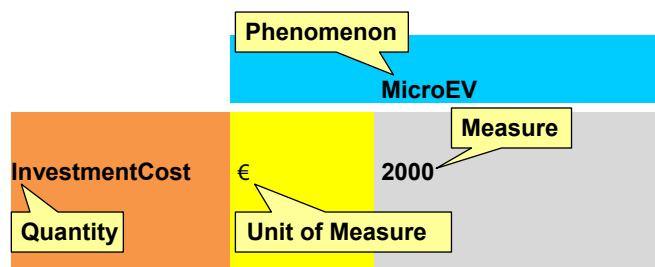 Phenomenon
MicroEV
Measure
InvestmentCost € 2000
Quantity Unit of Measure